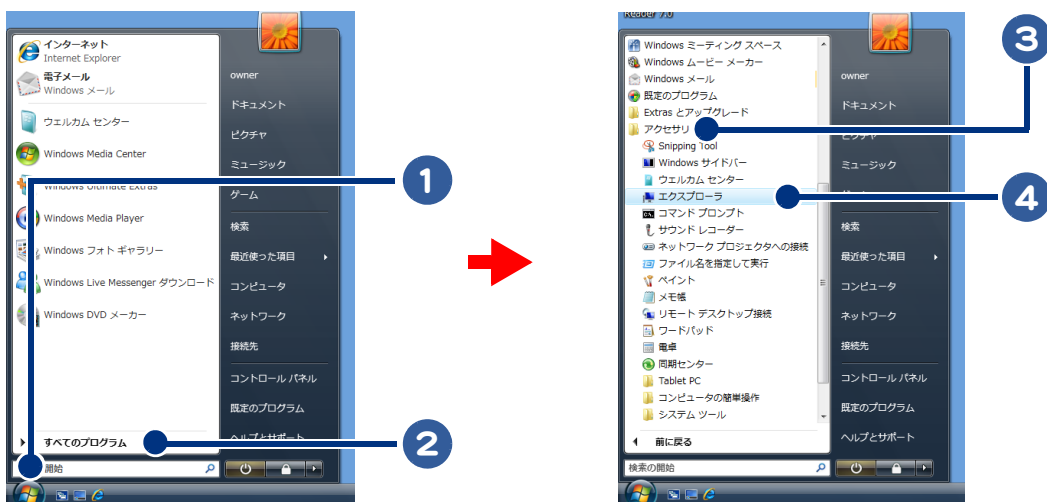 インターネット
Internet Explorer
電子メール
Windows メール
ウェルカム センター
Windows Media Center
Windows Ultimate Extras
Windows Media Player
Windows フォト ギャラリー
Windows Live Messenger ダウンロード
Windows DVD メーカー
すべてのプログラム
開始
owner
ドキュメント
ピクチャ
ミュージック
ゲーム
検索
最近使った項目
コンピュータ
ネットワーク
接続先
コントロール パネル
既定のプログラム
ヘルプとサポート
1
2
Reader 9.0
Windows ミーティング スペース
Windows ムービー メーカー
Windows メール
既定のプログラム
Extras とアップグレード
アクセサリ
Snipping Tool
Windows サイドバー
ウェルカム センター
エクスプローラ
コマンド プロンプト
サウンド レコーダー
ネットワーク プロジェクタへの接続
ファイル名を指定して実行
ペイント
メモ帳
リモート デスクトップ接続
ワードパッド
電卓
同期センター
Tablet PC
コンピュータの簡単操作
システム ツール
前に戻る
検索の開始
owner
ドキュメント
ピクチャ
ミュージック
検索
最近使った項目
コンピュータ
ネットワーク
接続先
コントロール パネル
既定のプログラム
ヘルプとサポート
3
4